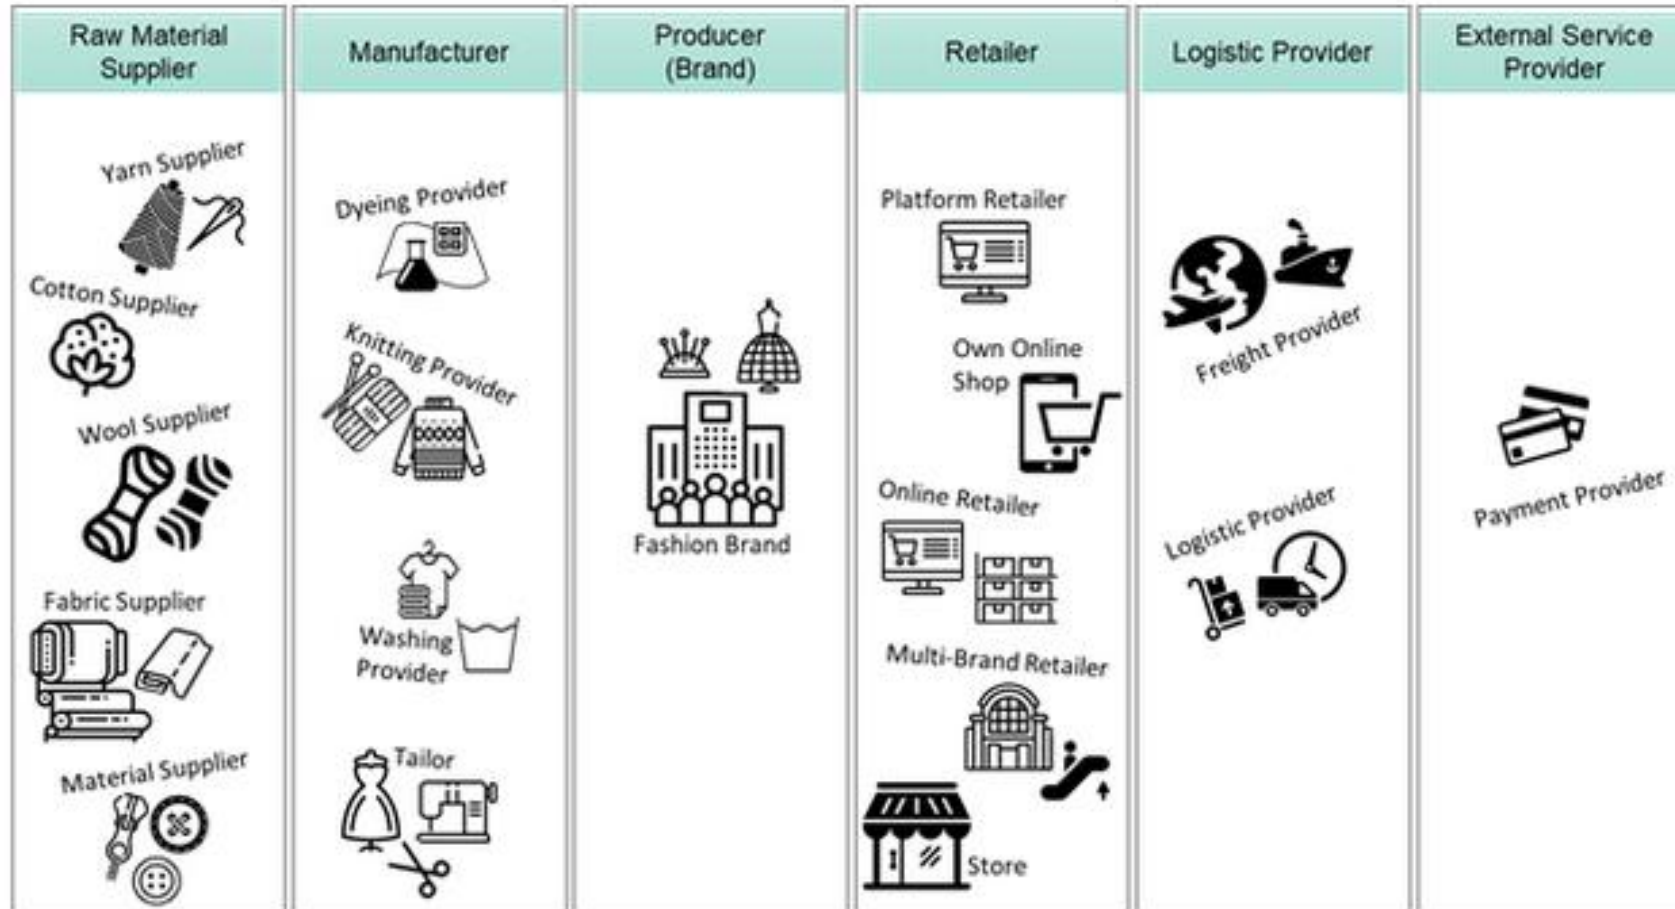 Raw Material
Supplier
Manufacturer
Producer
(Brand)
Retailer
Logistic Provider
External Service
Provider
Yarn Supplier
Cotton Supplier
Wool Supplier
Fabric Supplier
Material Supplier
Dyeing Provider
Knitting Provider
Washing
Provider
Tailor
Fashion Brand
Platform Retailer
Own Online
Shop
Online Retailer
Multi-Brand Retailer
Store
Freight Provider
Logistic Provider
Payment Provider